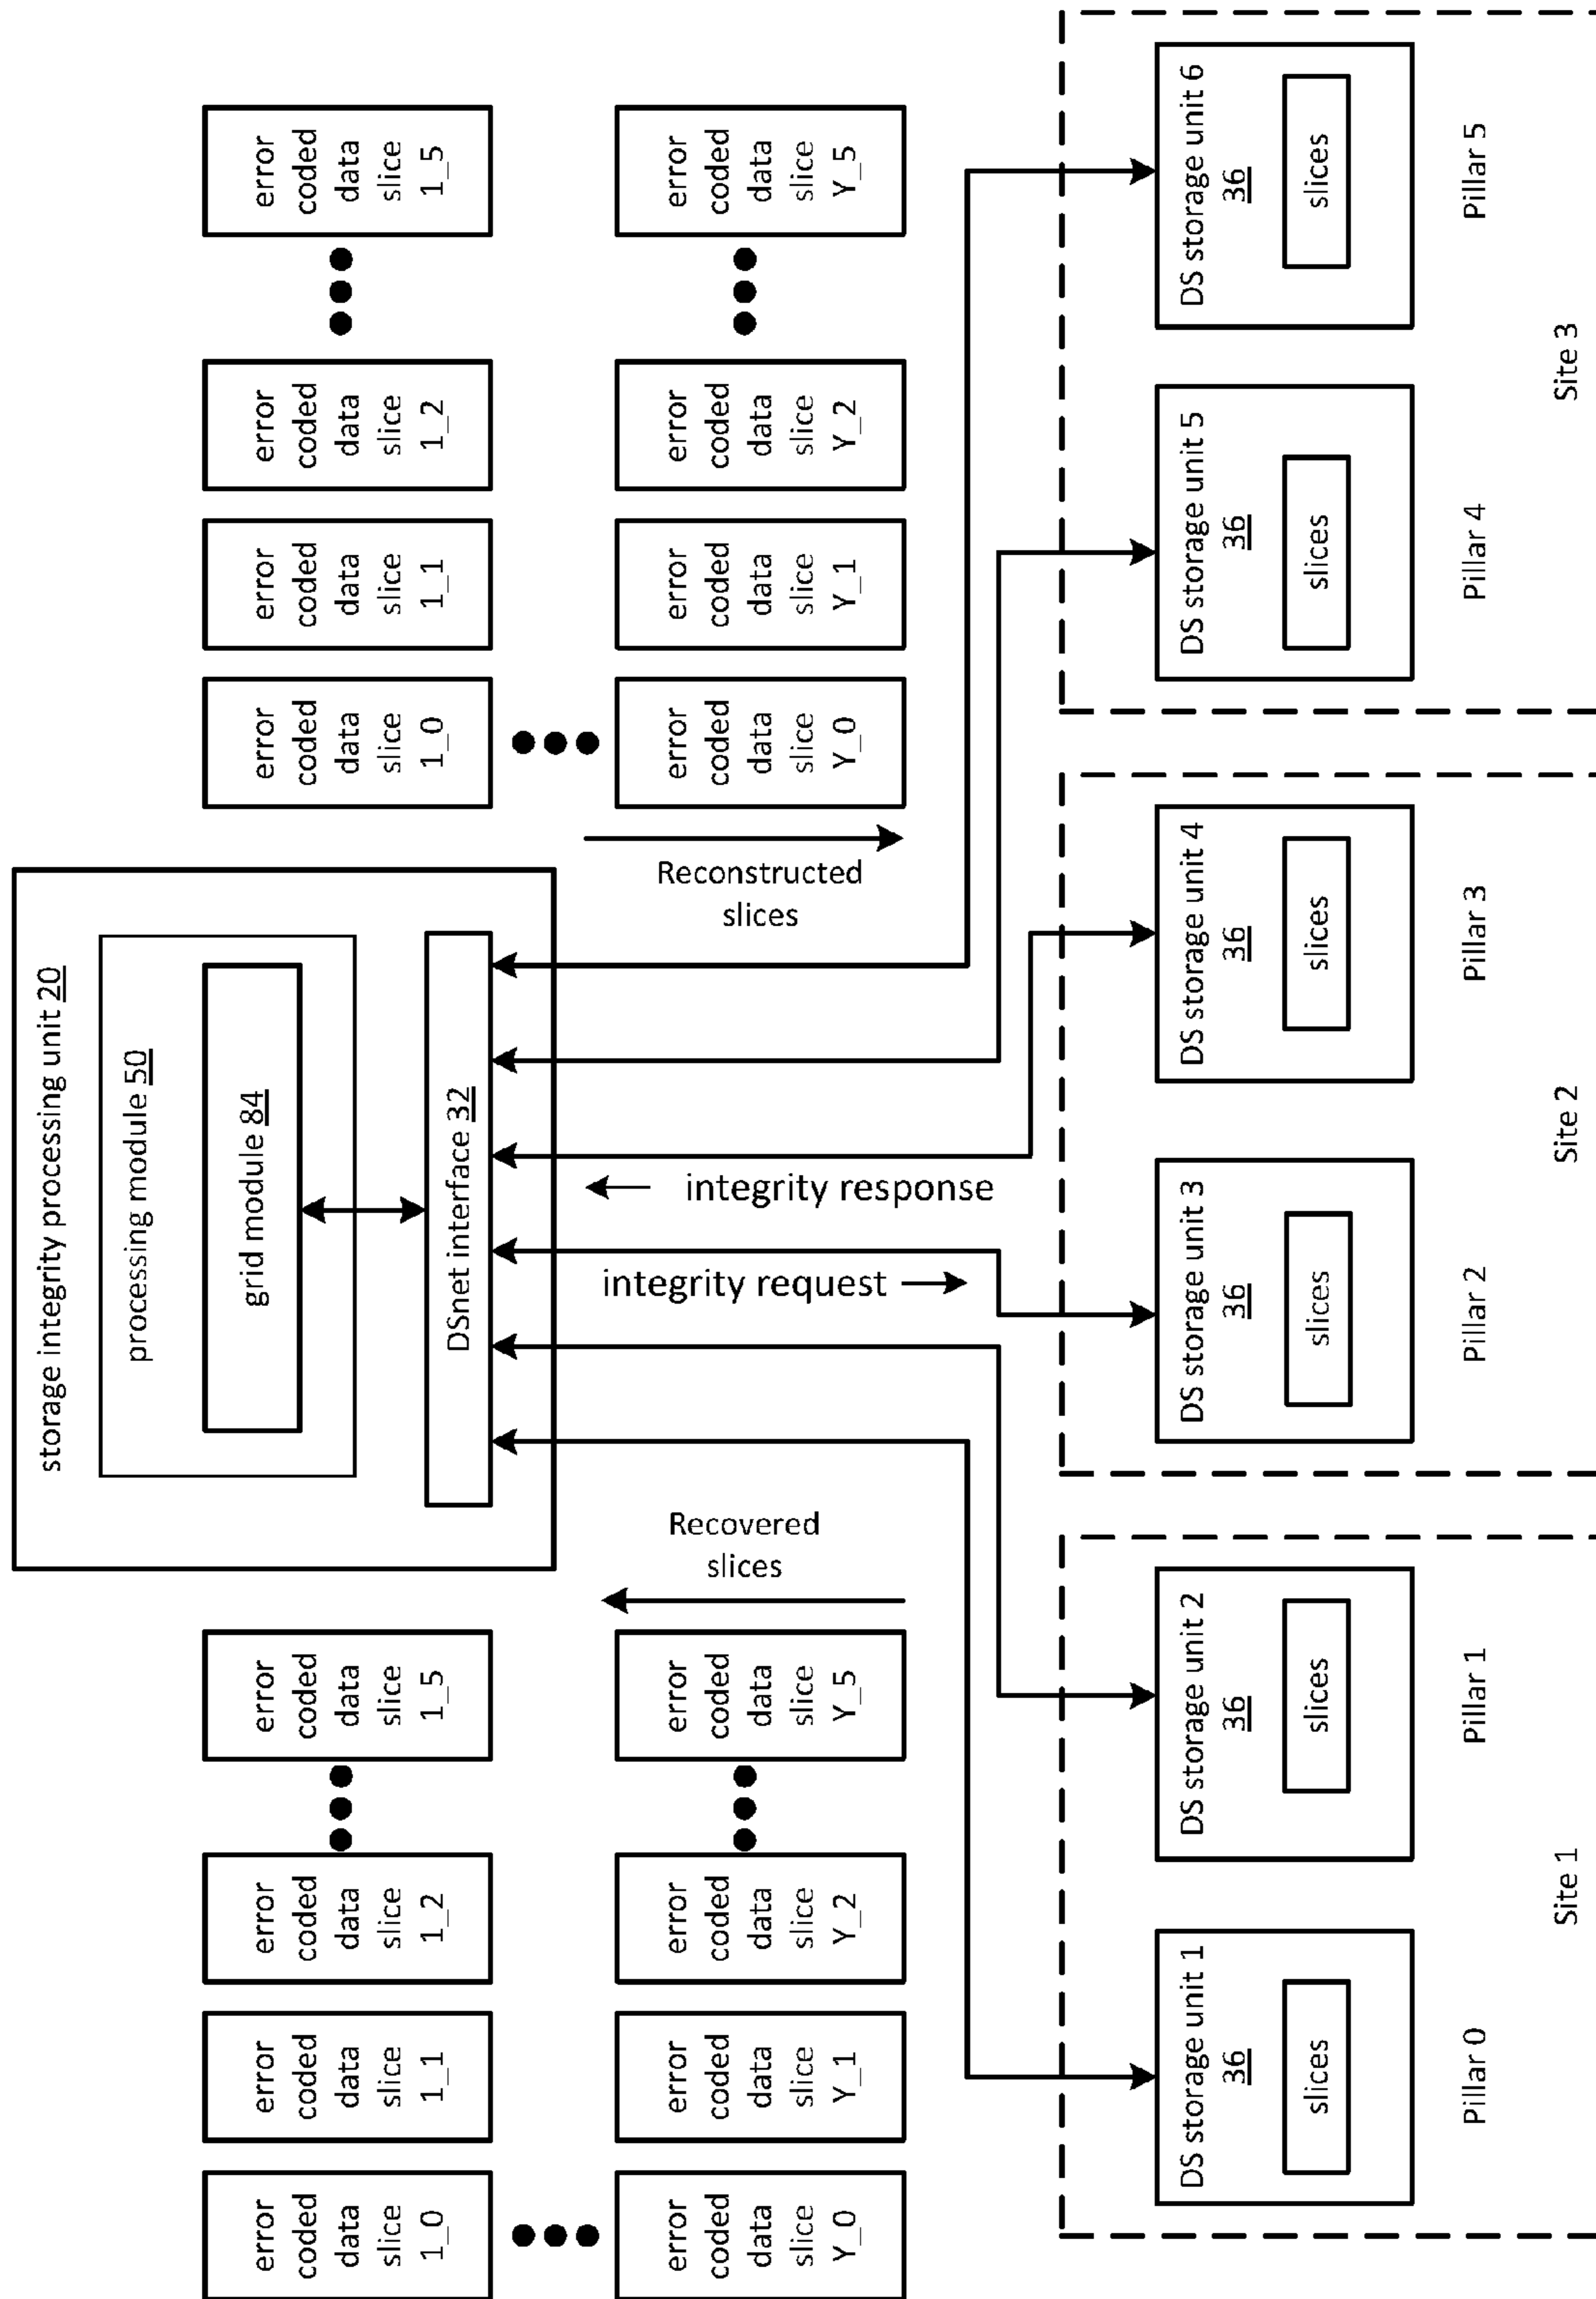 storage integrity processing unit 20
processing module 50
grid module 84
DSnet interface 32
error
coded
data
slice
1_0
error
coded
data
slice
1_1
error
coded
data
slice
1_2
error
coded
data
slice
1_5
error
coded
data
slice
Y_0
error
coded
data
slice
Y_1
error
coded
data
slice
Y_2
error
coded
data
slice
Y_5
Recovered
slices
integrity request
integrity response
Reconstructed
slices
error
coded
data
slice
1_0
error
coded
data
slice
1_1
error
coded
data
slice
1_2
error
coded
data
slice
1_5
error
coded
data
slice
Y_0
error
coded
data
slice
Y_1
error
coded
data
slice
Y_2
error
coded
data
slice
Y_5
DS storage unit 1
36
slices
Pillar 0
DS storage unit 2
36
slices
Pillar 1
Site 1
DS storage unit 3
36
slices
Pillar 2
DS storage unit 4
36
slices
Pillar 3
Site 2
DS storage unit 5
36
slices
Pillar 4
DS storage unit 6
36
slices
Pillar 5
Site 3